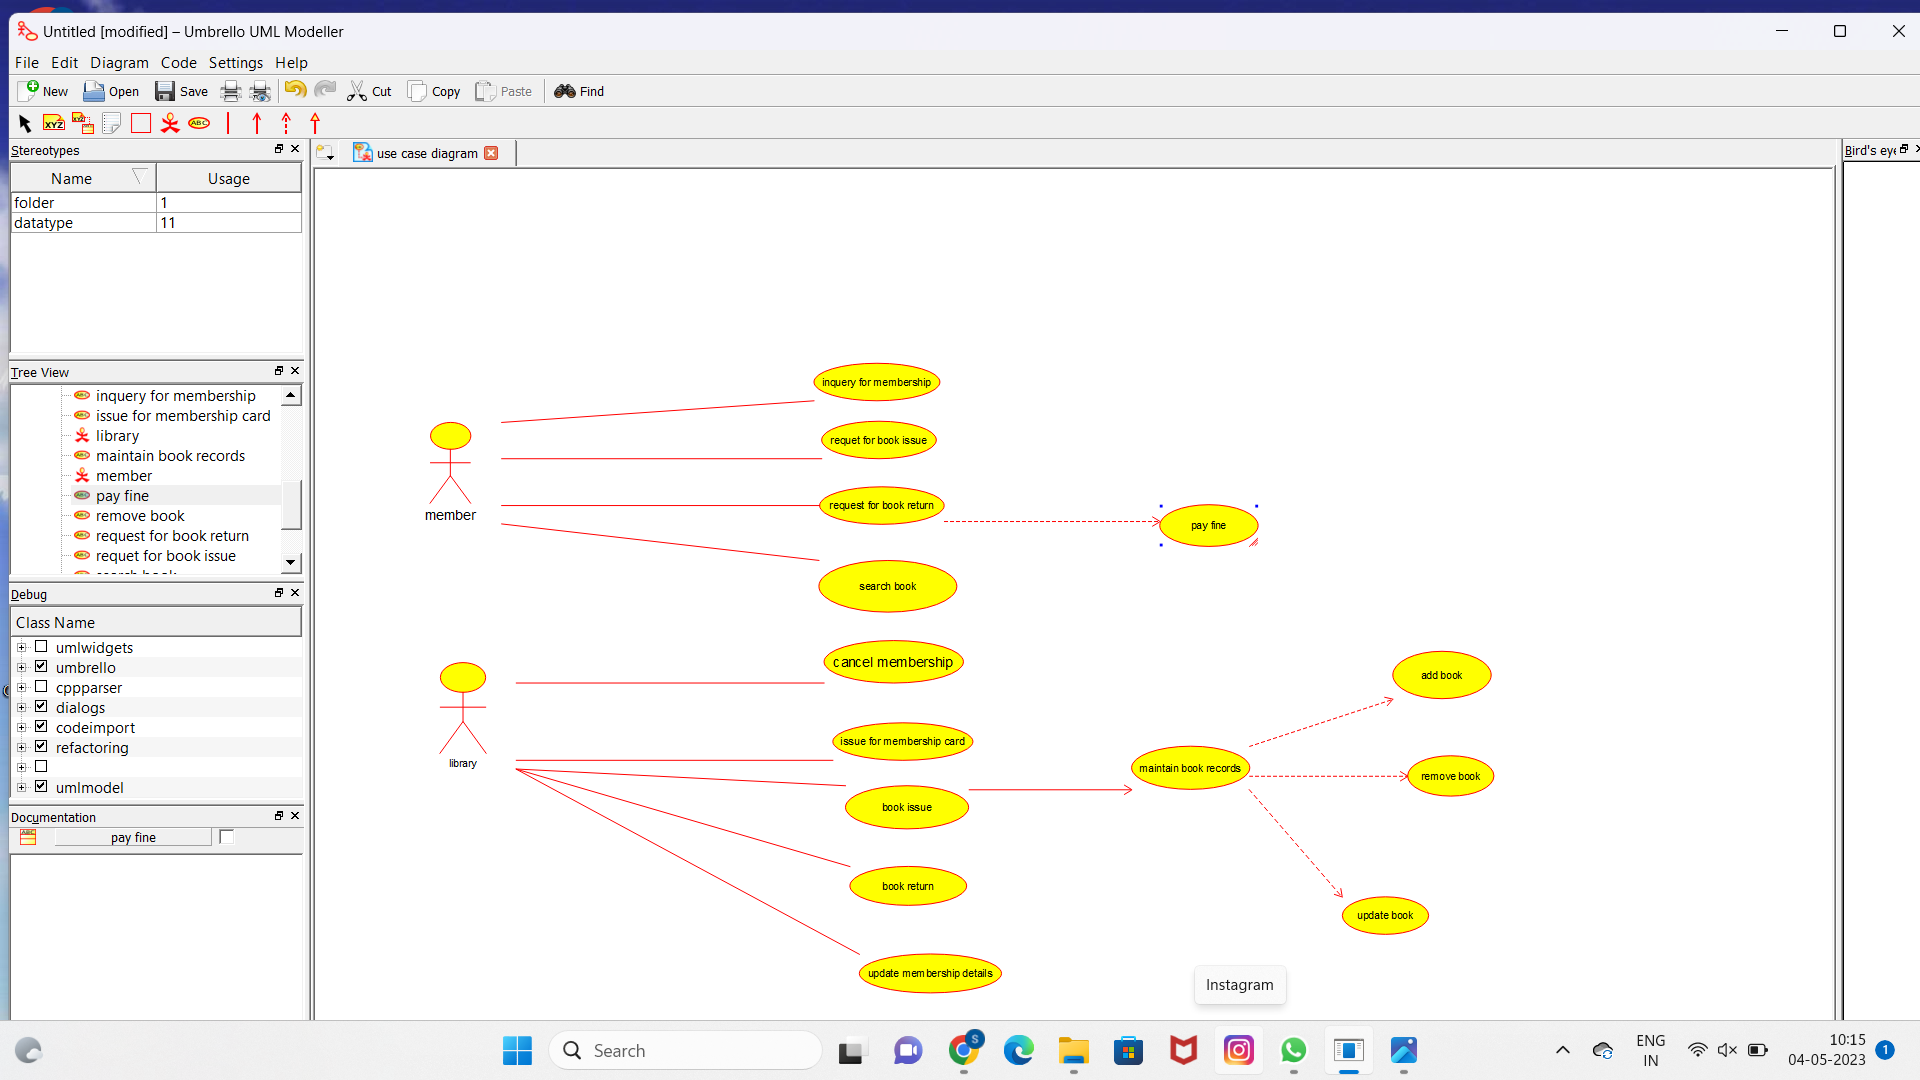 Untitled [modified] – Umbrello UML Modeller
File Edit Diagram Code Settings Help
New Open Save Cut Copy Paste Find
XYZ XYZ ABC
Stereotypes
use case diagram
Bird's eye
Name Usage
folder 1
datatype 11
Tree View
inquery for membership
issue for membership card
library
maintain book records
member
pay fine
remove book
request for book return
requet for book issue
Debug
Class Name
umlwidgets
umbrello
cppparser
dialogs
codeimport
refactoring
umlmodel
Documentation
pay fine
inquery for membership
requet for book issue
member
request for book return
pay fine
search book
cancel membership
add book
issue for membership card
library
maintain book records
remove book
book issue
book return
update book
update membership details
Instagram
Search
S
ENG
IN
10:15
04-05-2023
1